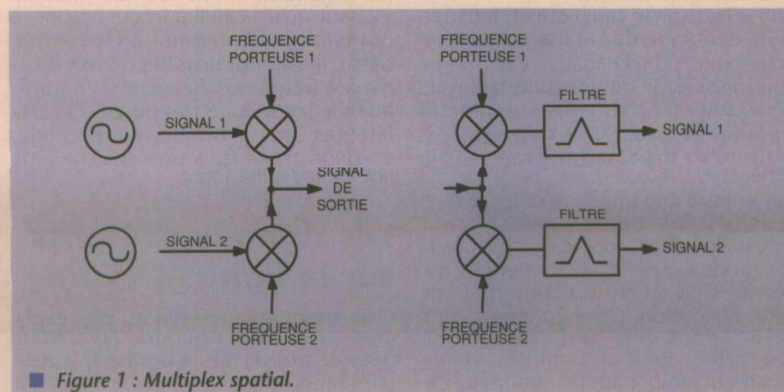 FREQUENCE
PORTEUSE 1
SIGNAL 1
SIGNAL
DE
SORTIE
SIGNAL 2
FREQUENCE
PORTEUSE 2
FREQUENCE
PORTEUSE 1
FILTRE
SIGNAL 1
FILTRE
SIGNAL 2
FREQUENCE
PORTEUSE 2
Figure 1 : Multiplex spatial.